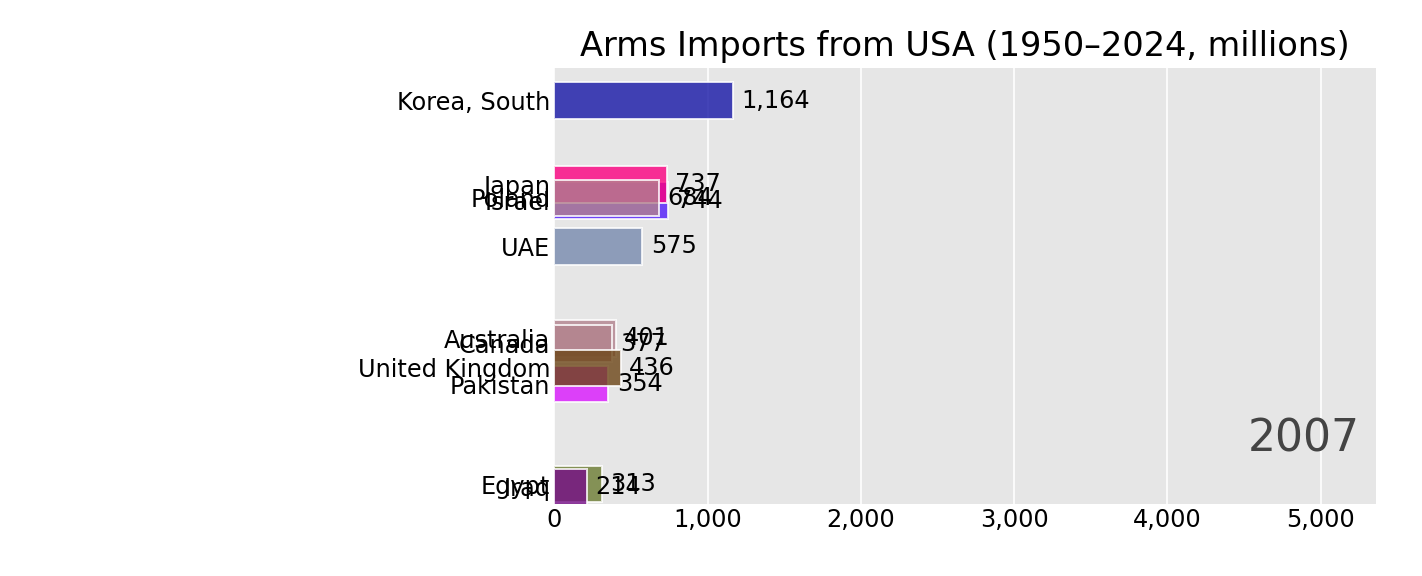 Arms Imports from USA (1950–2024, millions)
Korea, South 1,164
Japan 737
Poland 684
Israel 744
UAE 575
Australia 401
Canada 377
United Kingdom 436
Pakistan 354
2007
Egypt 313
Iraq 214
0 1,000 2,000 3,000 4,000 5,000